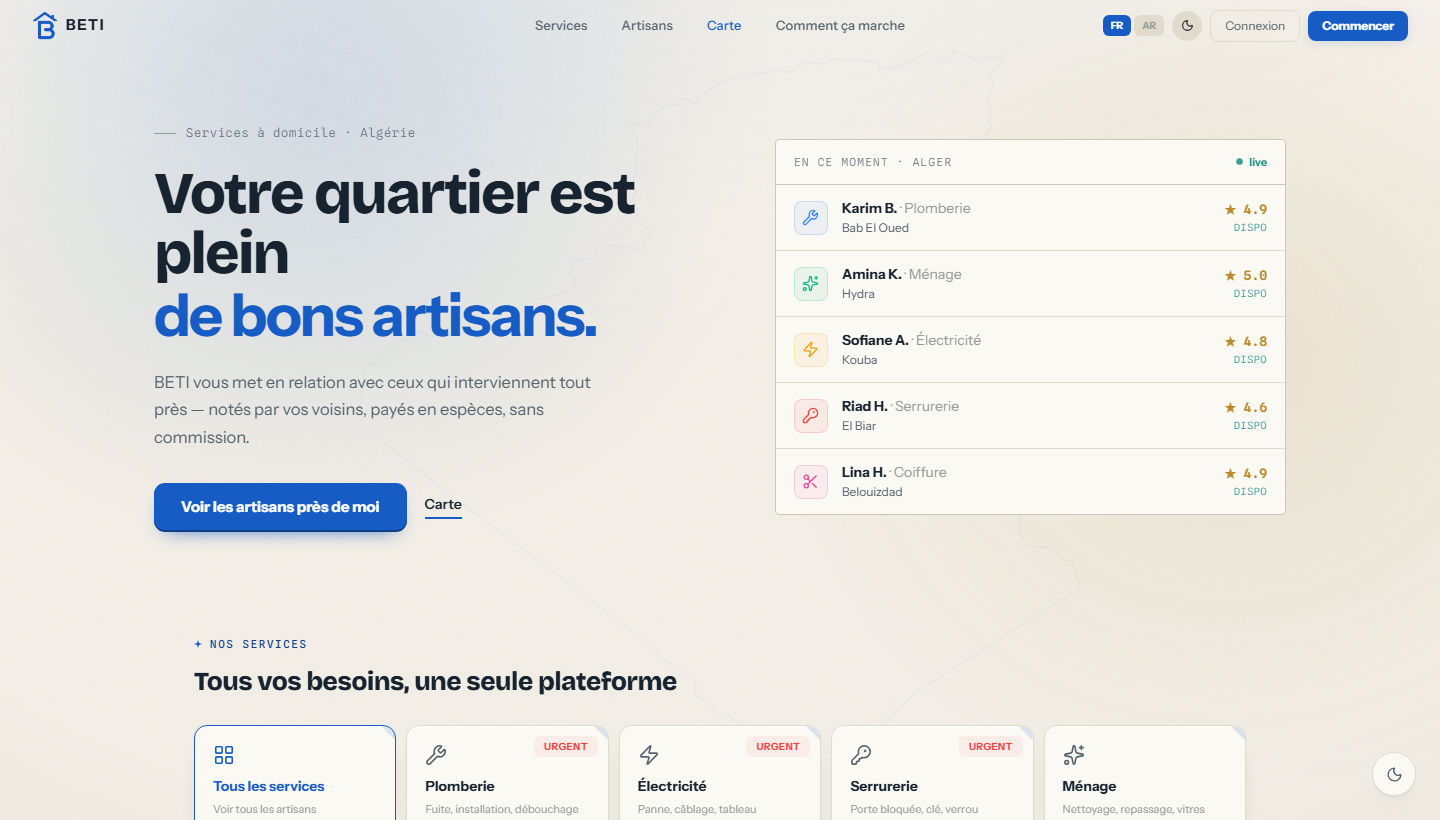 BETI
Services
Artisans
Carte
Comment ça marche
FR
AR
Connexion
Commencer
Services à domicile · Algérie
Votre quartier est
plein
de bons artisans.
BETI vous met en relation avec ceux qui interviennent tout
près — notés par vos voisins, payés en espèces, sans
commission.
Voir les artisans près de moi
Carte
EN CE MOMENT · ALGER
live
Karim B. · Plomberie
Bab El Oued
★ 4.9
DISPO
Amina K. · Ménage
Hydra
★ 5.0
DISPO
Sofiane A. · Électricité
Kouba
★ 4.8
DISPO
Riad H. · Serrurerie
El Biar
★ 4.6
DISPO
Lina H. · Coiffure
Belouizdad
★ 4.9
DISPO
+ NOS SERVICES
Tous vos besoins, une seule plateforme
Tous les services
Voir tous les artisans
URGENT
Plomberie
Fuite, installation, débouchage
URGENT
Électricité
Panne, câblage, tableau
URGENT
Serrurerie
Porte bloquée, clé, verrou
Ménage
Nettoyage, repassage, vitres